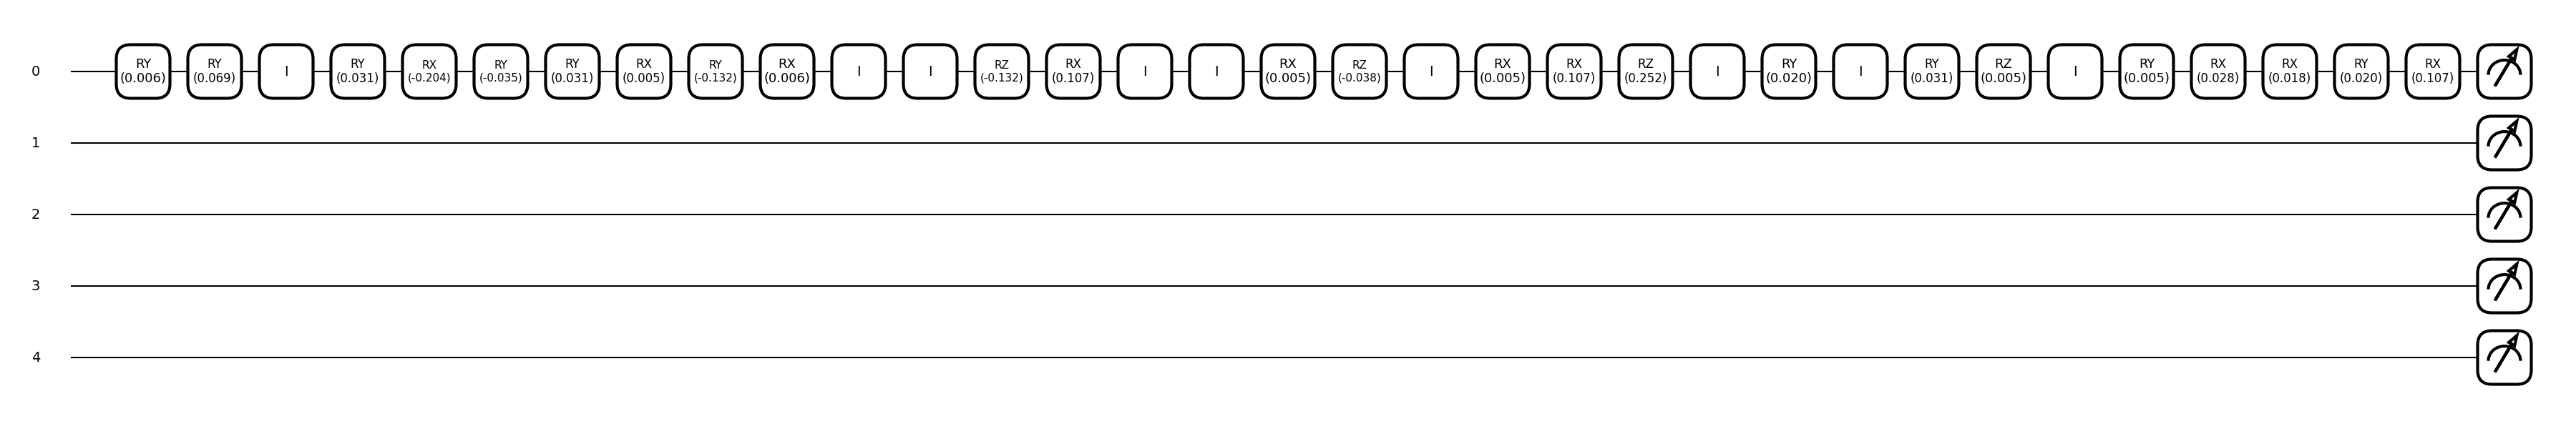 0 RY (0.006) RY (0.069) I RY (0.031) RX (-0.204) RY (-0.035) RY (0.031) RX (0.005) RY (-0.132) RX (0.006) I I RZ (-0.132) RX (0.107) I I RX (0.005) RZ (-0.038) I RX (0.005) RX (0.107) RZ (0.252) I RY (0.020) I RY (0.031) RZ (0.005) I RY (0.005) RX (0.028) RX (0.018) RY (0.020) RX (0.107)
1
2
3
4